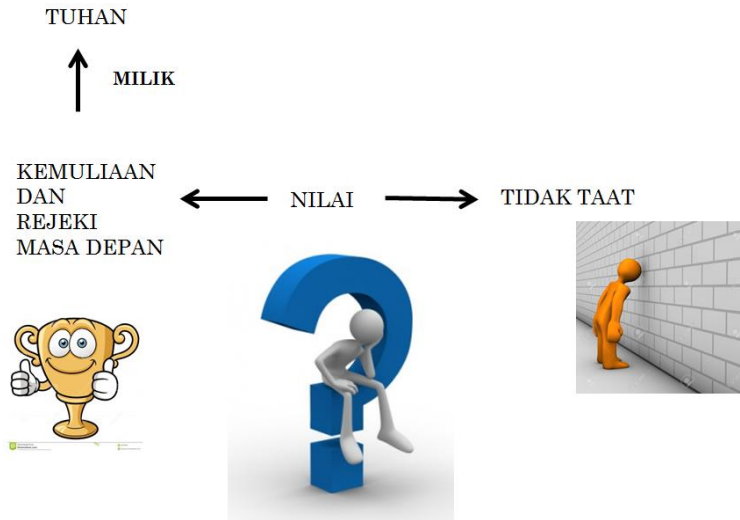 TUHAN
MILIK
KEMULIAAN
DAN
REJEKI
MASA DEPAN
NILAI
TIDAK TAAT